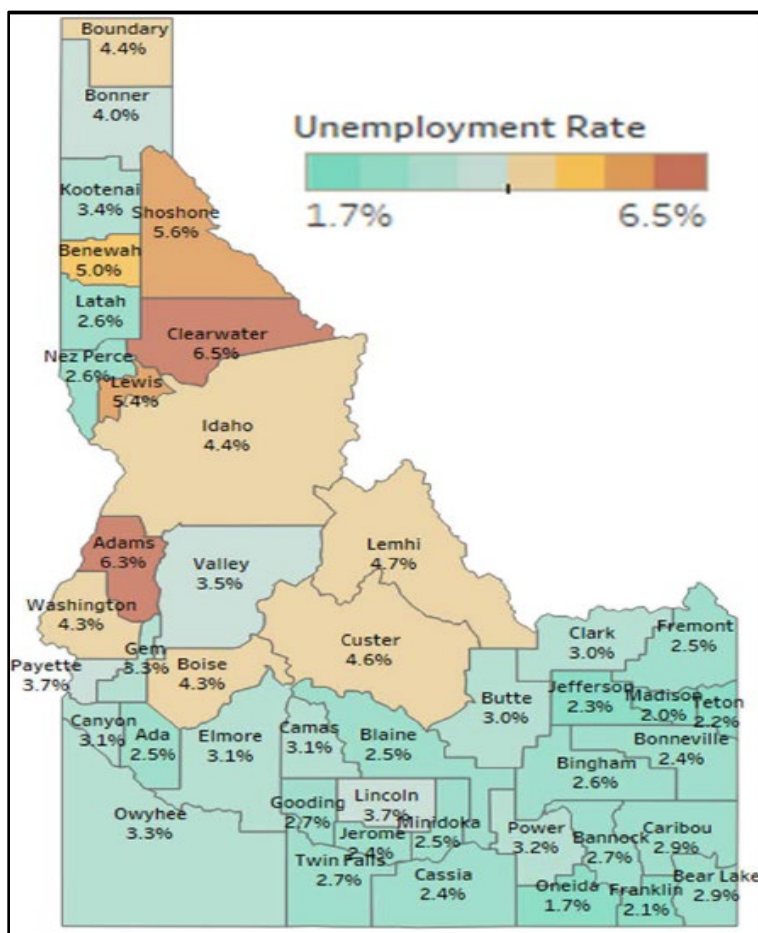 Boundary
4.4%
Bonner
4.0%
Unemployment Rate
1.7%
6.5%
Kootenai
3.4%
Shoshone
5.6%
Benewah
5.0%
Latah
2.6%
Clearwater
6.5%
Nez Perce
2.6%
Lewis
5.4%
Idaho
4.4%
Adams
6.3%
Valley
3.5%
Lemhi
4.7%
Washington
4.3%
Gem
3.3%
Boise
4.3%
Custer
4.6%
Clark
3.0%
Fremont
2.5%
Payette
3.7%
Canyon
3.1%
Ada
2.5%
Elmore
3.1%
Camas
3.1%
Blaine
2.5%
Butte
3.0%
Jefferson
2.3%
Madison
2.0%
Teton
2.2%
Bonneville
2.4%
Bingham
2.6%
Owyhee
3.3%
Gooding
2.7%
Lincoln
3.7%
Jerome
2.4%
Minidoka
2.5%
Power
3.2%
Bannock
2.7%
Caribou
2.9%
Twin Falls
2.7%
Cassia
2.4%
Oneida
1.7%
Franklin
2.1%
Bear Lake
2.9%